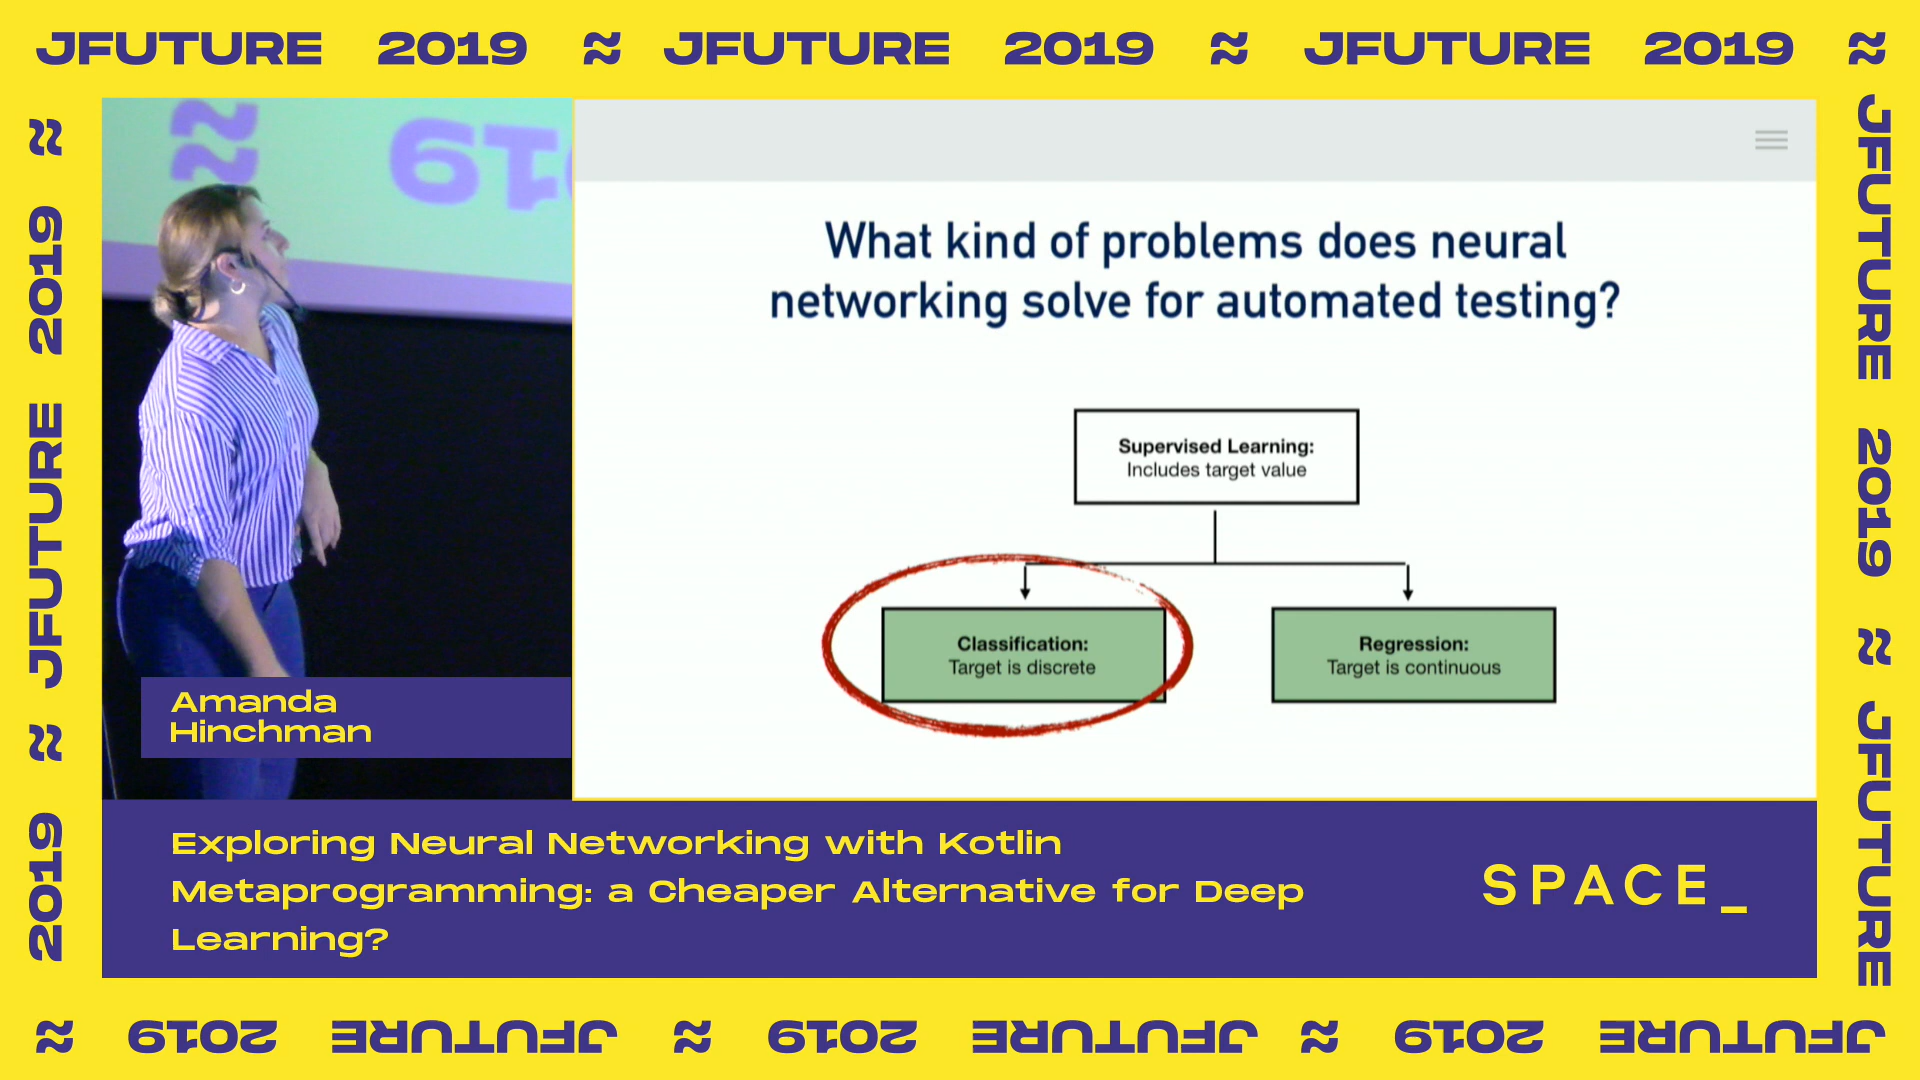 JFUTURE 2019 ≈ JFUTURE 2019 ≈ JFUTURE 2019 ≈
JFUTURE 2019 ≈ JFUTURE
2019 ≈ JFUTURE 2019 ≈
2019
What kind of problems does neural
networking solve for automated testing?
Supervised Learning:
Includes target value
Classification:
Target is discrete
Regression:
Target is continuous
Amanda
Hinchman
Exploring Neural Networking with Kotlin
Metaprogramming: a Cheaper Alternative for Deep
Learning?
SPACE_
JFUTURE 2019 ≈ JFUTURE 2019 ≈ JFUTURE 2019 ≈